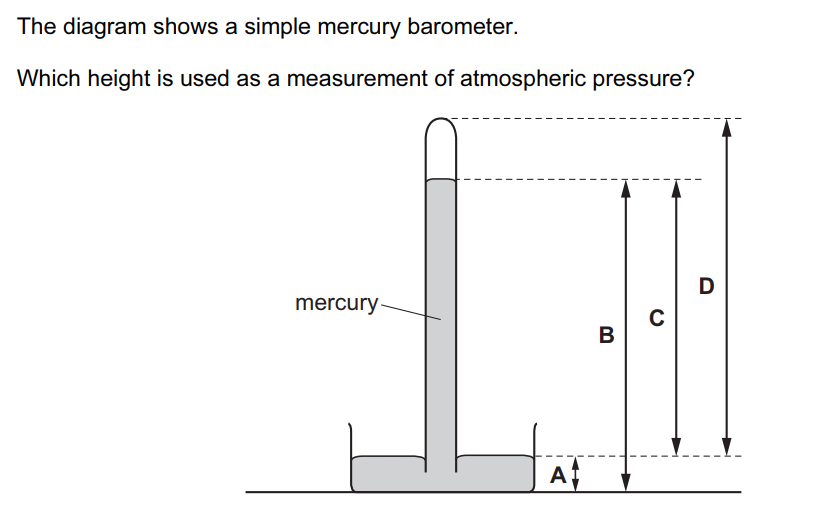 The diagram shows a simple mercury barometer.
Which height is used as a measurement of atmospheric pressure?
D
mercury
C
B
A